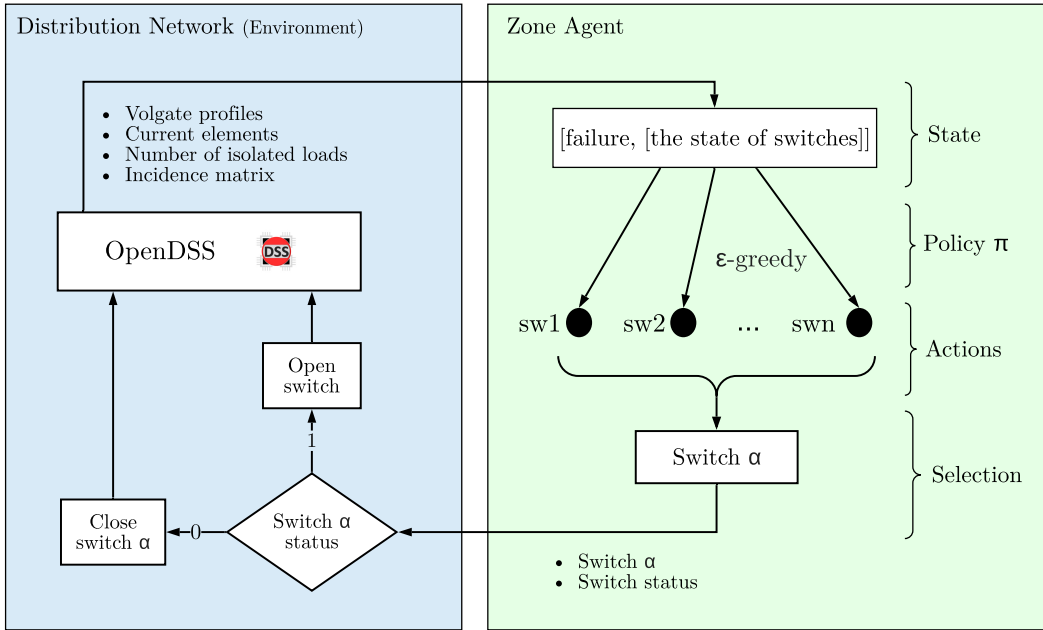 Distribution Network (Environment)
• Volgate profiles
• Current elements
• Number of isolated loads
• Incidence matrix
OpenDSS
DSS
Open
switch
1
Close
switch α
0
Switch α
status
Zone Agent
[failure, [the state of switches]]
ε-greedy
sw1
sw2
...
swn
Switch α
• Switch α
• Switch status
State
Policy π
Actions
Selection